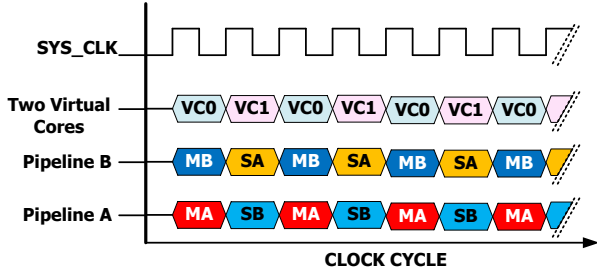 SYS_CLK
Two Virtual Cores VC0 VC1 VC0 VC1 VC0 VC1 VC0
Pipeline B MB SA MB SA MB SA MB
Pipeline A MA SB MA SB MA SB MA
CLOCK CYCLE